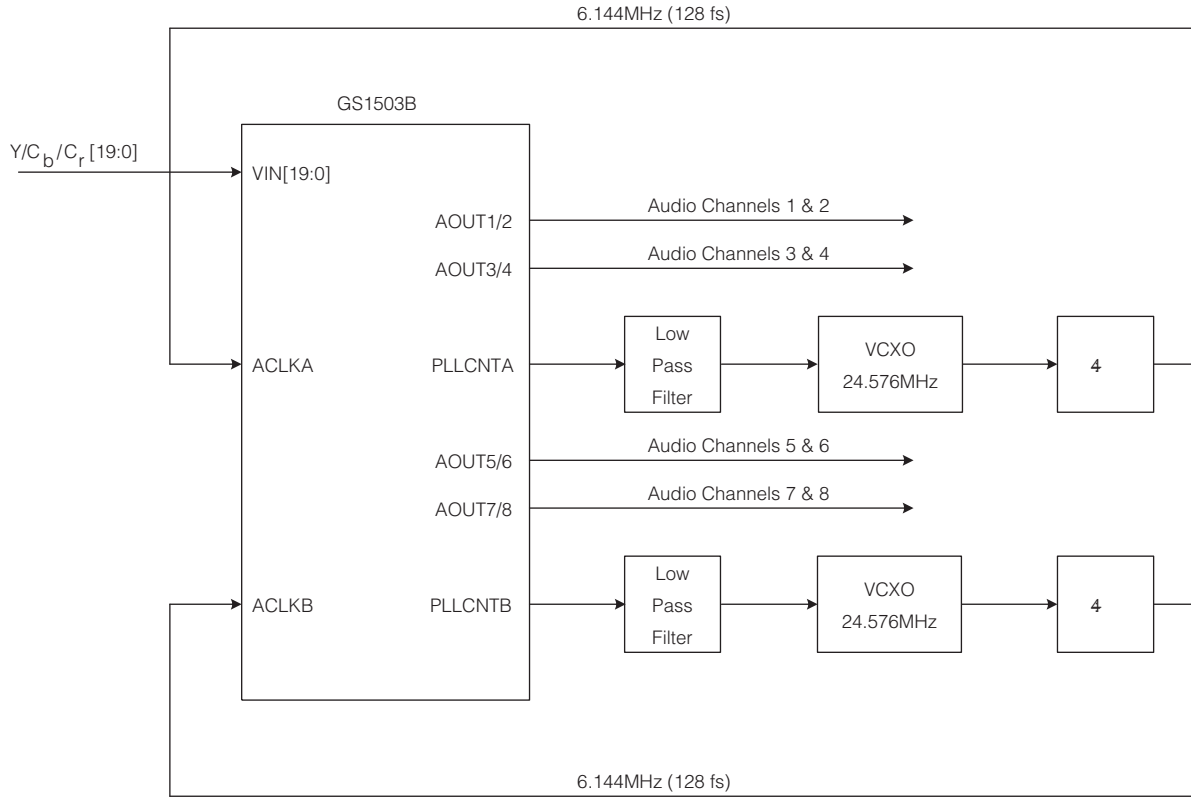 6.144MHz (128 fs)
GS1503B
Y/Cb/Cr [19:0]
VIN[19:0]
AOUT1/2
Audio Channels 1 & 2
AOUT3/4
Audio Channels 3 & 4
ACLKA
PLLCNTA
Low
Pass
Filter
VCXO
24.576MHz
4
AOUT5/6
Audio Channels 5 & 6
AOUT7/8
Audio Channels 7 & 8
ACLKB
PLLCNTB
Low
Pass
Filter
VCXO
24.576MHz
4
6.144MHz (128 fs)